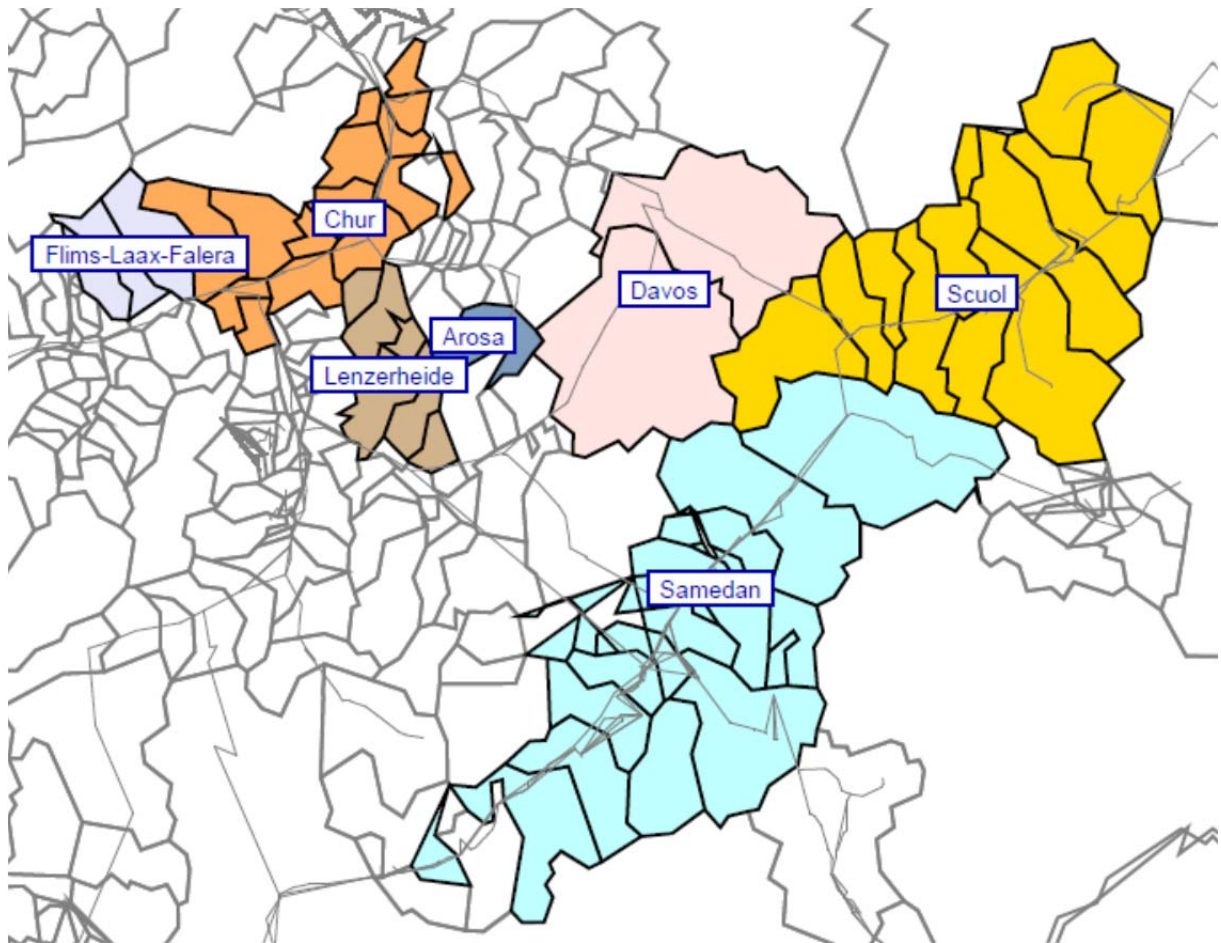 Chur
Flims-Laax-Falera
Davos
Scuol
Arosa
Lenzerheide
Samedan